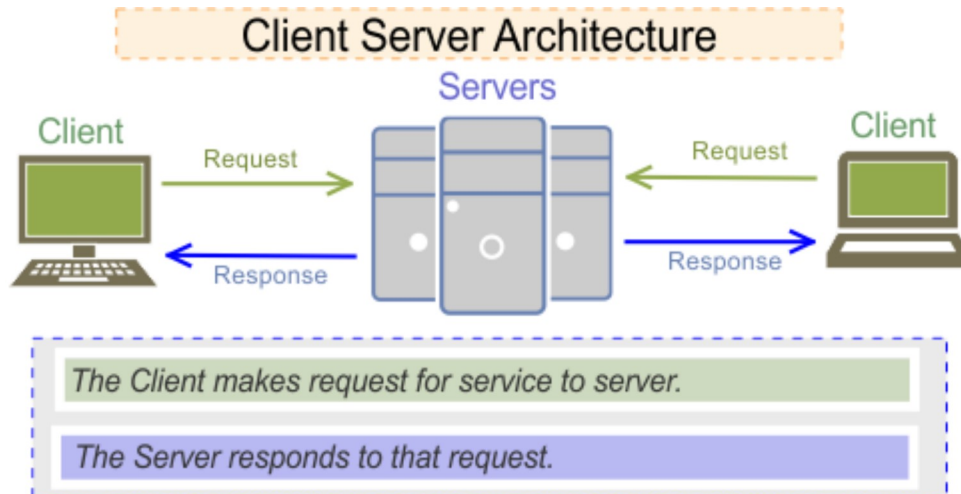 Client Server Architecture
Servers
Client
Client
Request
Request
Response
Response
The Client makes request for service to server.
The Server responds to that request.